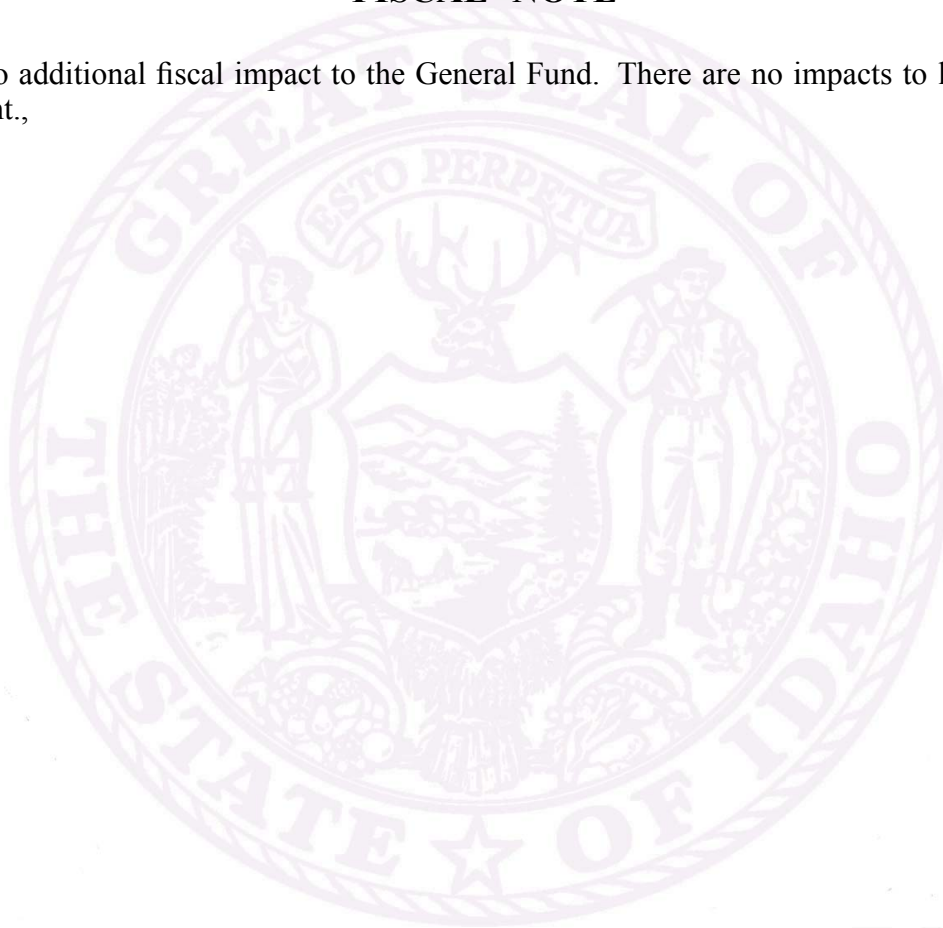 FISCAL NOTE
o additional fiscal impact to the General Fund. There are no impacts to
nt.,
GREAT SEAL OF
ESTO PERPETUA
THE STATE OF IDAHO